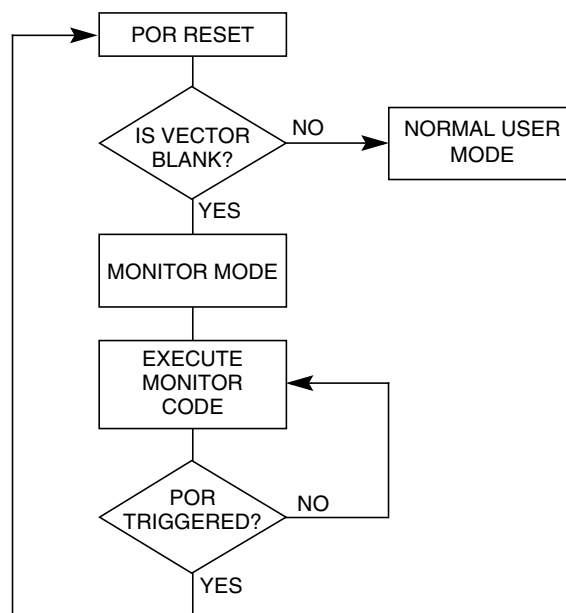 POR RESET
IS VECTOR
BLANK?
NO
NORMAL USER
MODE
YES
MONITOR MODE
EXECUTE
MONITOR
CODE
POR
TRIGGERED?
NO
YES